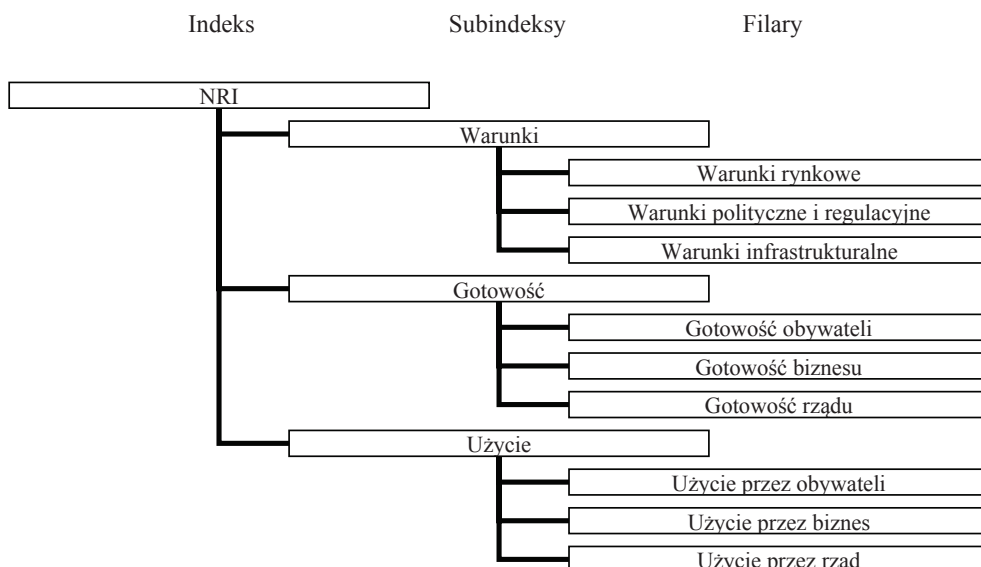 Indeks Subindeksy Filary
NRI
Warunki
Warunki rynkowe
Warunki polityczne i regulacyjne
Warunki infrastrukturalne
Gotowość
Gotowość obywateli
Gotowość biznesu
Gotowość rządu
Użycie
Użycie przez obywateli
Użycie przez biznes
Użycie przez rząd